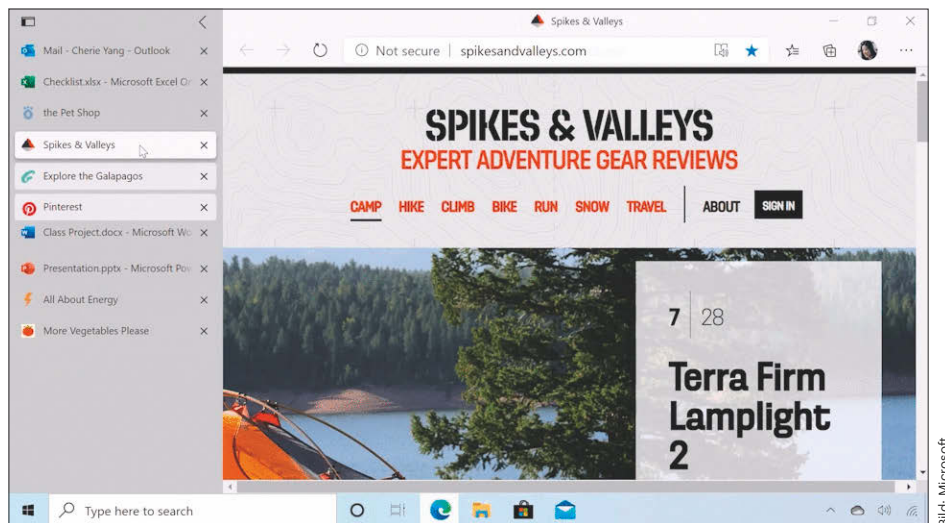 Spikes & Valleys
Mail - Cherie Yang - Outlook
Checklist.xlsx - Microsoft Excel Or
the Pet Shop
Spikes & Valleys
Explore the Galapagos
Pinterest
Class Project.docx - Microsoft Wo
Presentation.pptx - Microsoft Pow
All About Energy
More Vegetables Please
Not secure | spikesandvalleys.com
SPIKES & VALLEYS
EXPERT ADVENTURE GEAR REVIEWS
CAMP HIKE CLIMB BIKE RUN SNOW TRAVEL ABOUT SIGN IN
7 28
Terra Firm
Lamplight
2
Type here to search
Bild: Microsoft